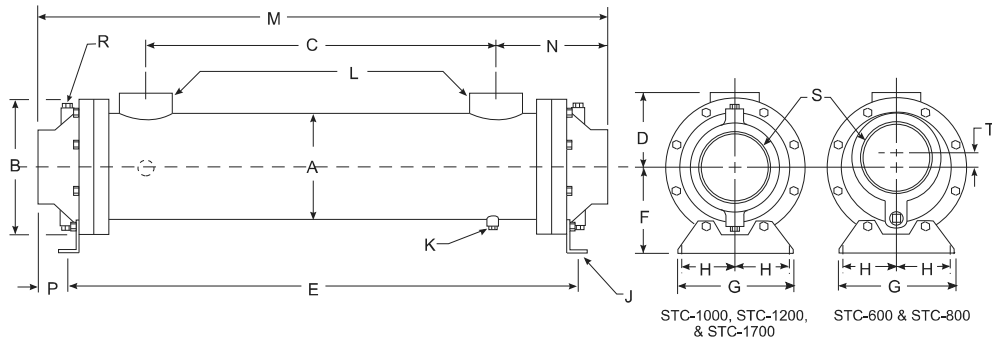 M
R
C
N
L
B
A
K
P
E
J
S
D
T
F
H
H
G
H
H
G
STC-1000, STC-1200,
& STC-1700
STC-600 & STC-800